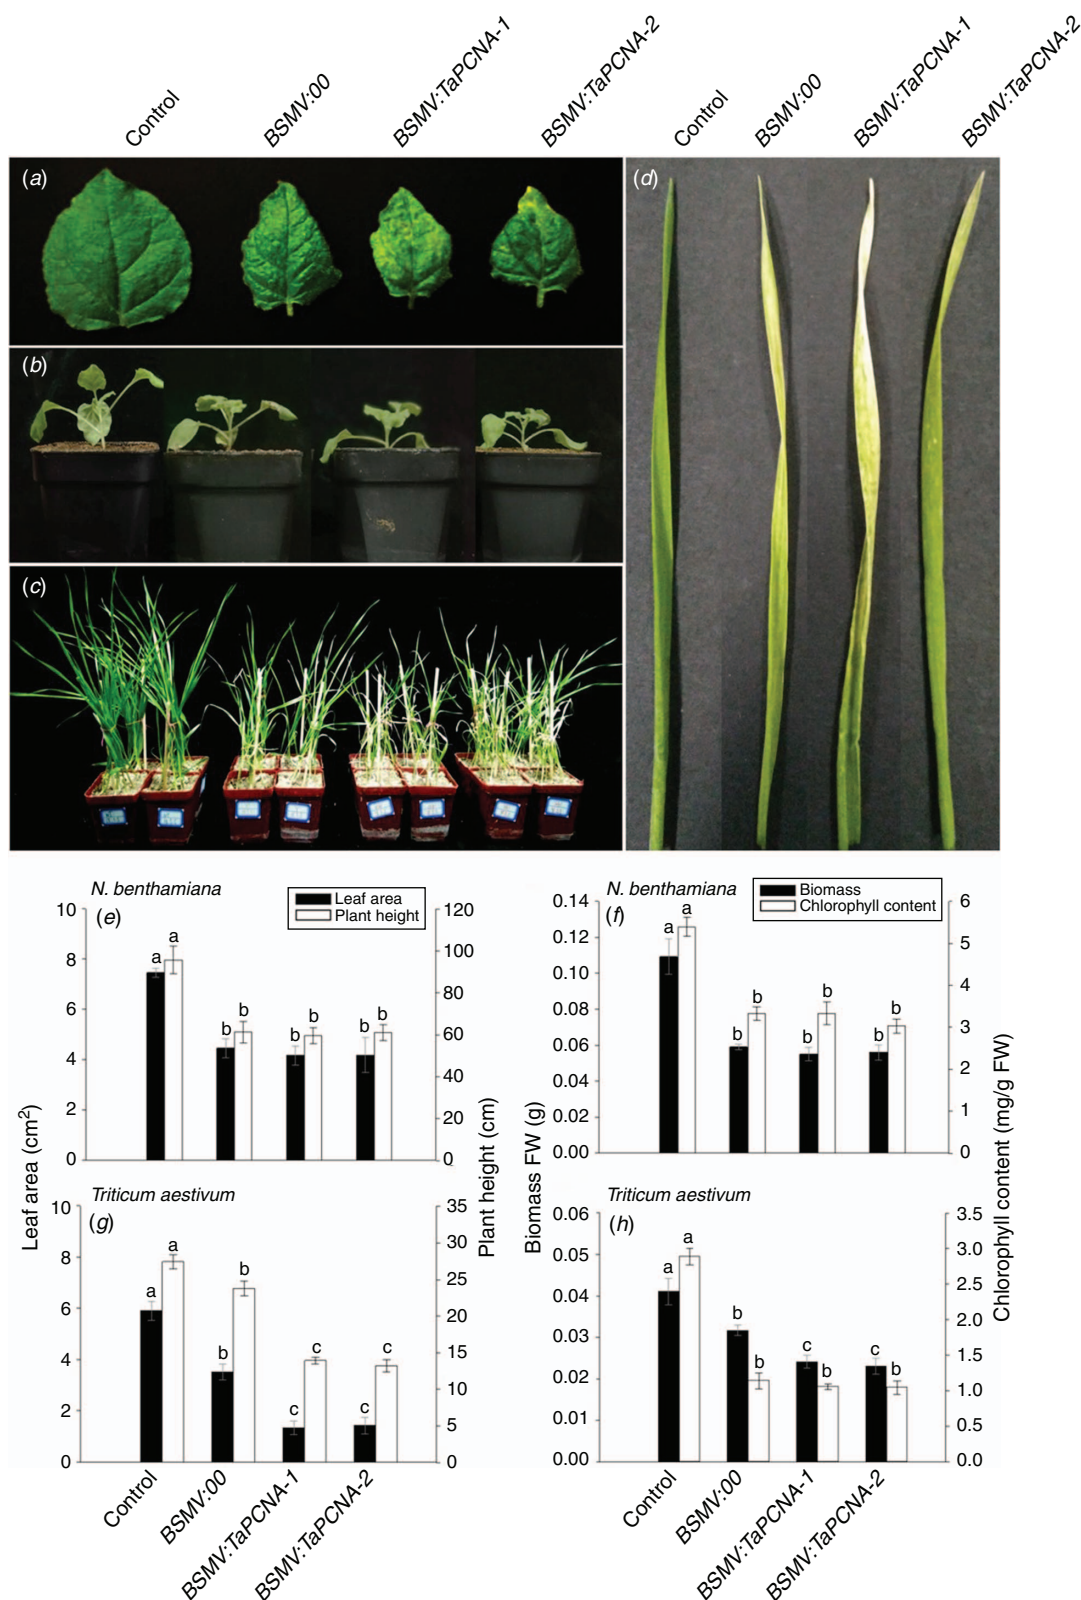 Control BSMV:00 BSMV:TaPCNA-1 BSMV:TaPCNA-2
Control BSMV:00 BSMV:TaPCNA-1 BSMV:TaPCNA-2
(a)
(b)
(c)
(d)
N. benthamiana
(e)
Leaf area
Plant height
10
8
6
4
2
0
120
100
80
60
40
20
0
a a b b b b b b
N. benthamiana
(f)
Biomass
Chlorophyll content
0.14
0.12
0.10
0.08
0.06
0.04
0.02
0.00
6
5
4
3
2
1
0
a a b b b b b b
Leaf area (cm²)
Plant height (cm)
Biomass FW (g)
Chlorophyll content (mg/g FW)
Triticum aestivum
(g)
10
8
6
4
2
0
35
30
25
20
15
10
5
0
a a b b c c c c
Triticum aestivum
(h)
0.06
0.05
0.04
0.03
0.02
0.01
0.00
3.5
3.0
2.5
2.0
1.5
1.0
0.5
0.0
a a b b c b c b
Control BSMV:00 BSMV:TaPCNA-1 BSMV:TaPCNA-2
Control BSMV:00 BSMV:TaPCNA-1 BSMV:TaPCNA-2